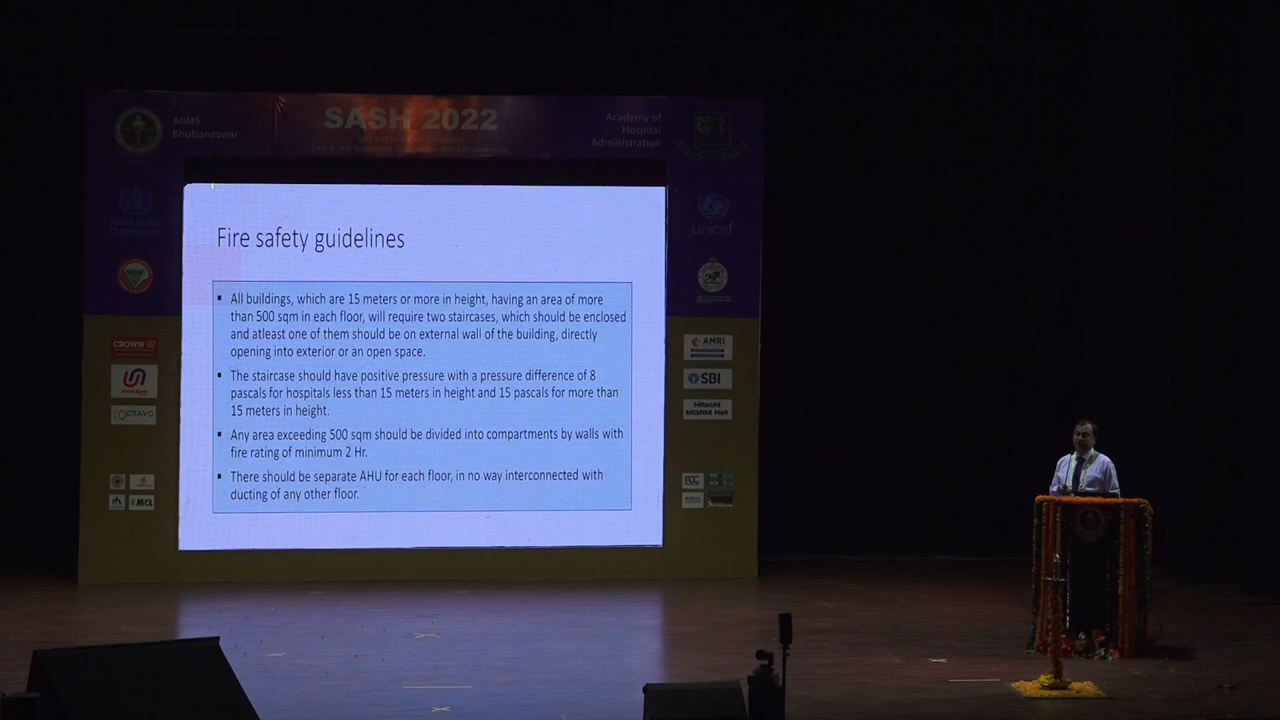 AIIMS
Bhubaneswar
SASH 2022
Academy of
Hospital
Administration
World Health
Organization
unicef
Fire safety guidelines
▪ All buildings, which are 15 meters or more in height, having an area of more
than 500 sqm in each floor, will require two staircases, which should be enclosed
and atleast one of them should be on external wall of the building, directly
opening into exterior or an open space.
▪ The staircase should have positive pressure with a pressure difference of 8
pascals for hospitals less than 15 meters in height and 15 pascals for more than
15 meters in height.
▪ Any area exceeding 500 sqm should be divided into compartments by walls with
fire rating of minimum 2 Hr.
▪ There should be separate AHU for each floor, in no way interconnected with
ducting of any other floor.
CROWN
OCTAVO
MCL
AMRI
SBI
Hitachi
MGRM Net